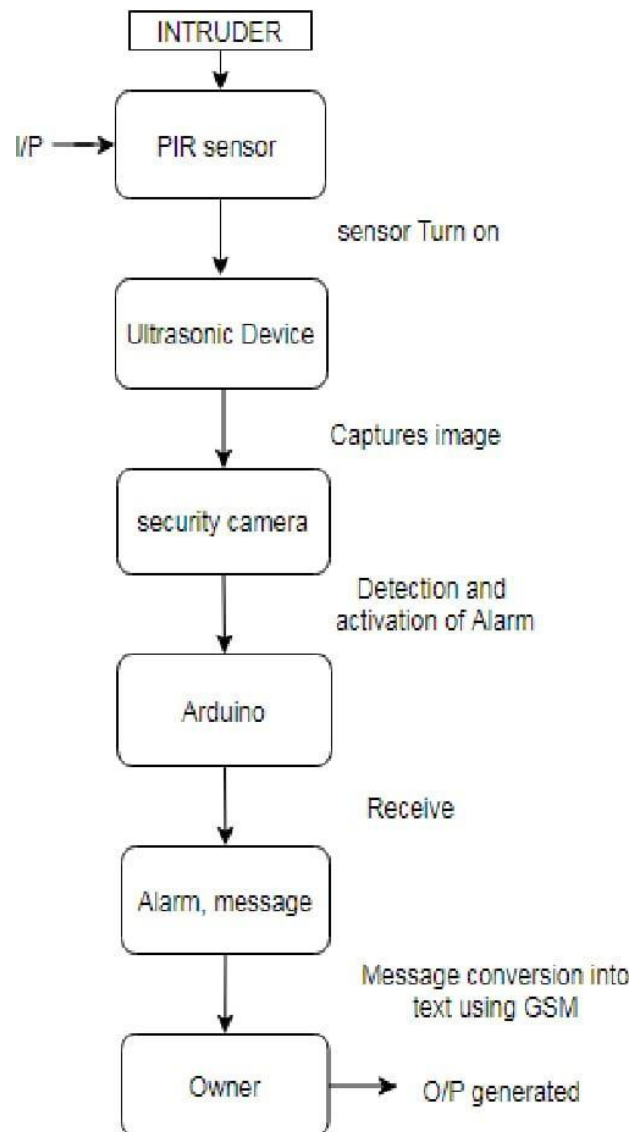 INTRUDER
I/P
PIR sensor
sensor Turn on
Ultrasonic Device
Captures image
security camera
Detection and
activation of Alarm
Arduino
Receive
Alarm, message
Message conversion into
text using GSM
Owner
O/P generated